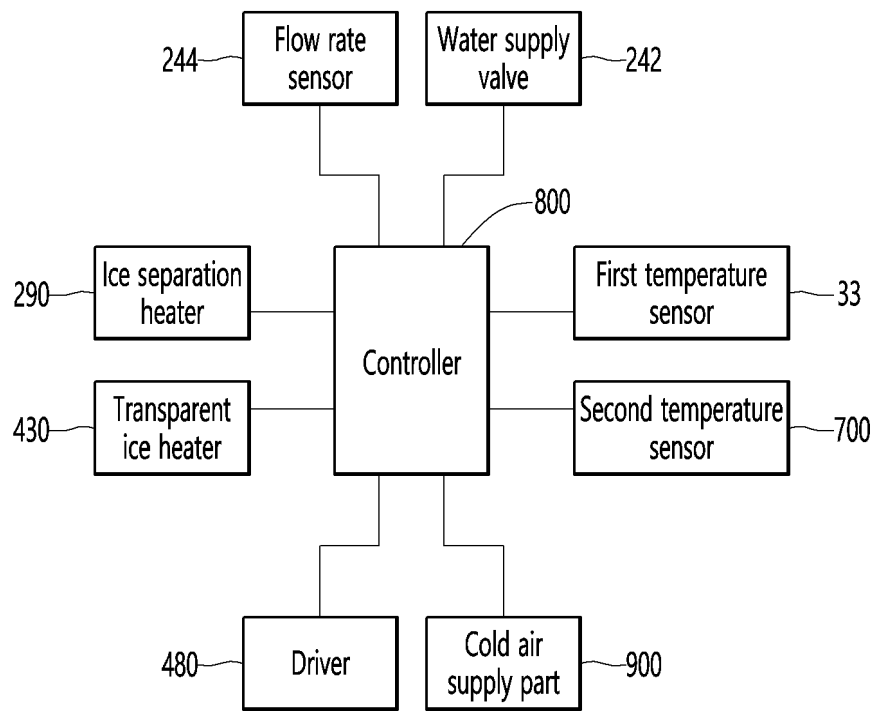 244
Flow rate
sensor
Water supply
valve
242
800
290
Ice separation
heater
First temperature
sensor
33
Controller
430
Transparent
ice heater
Second temperature
sensor
700
480
Driver
Cold air
supply part
900